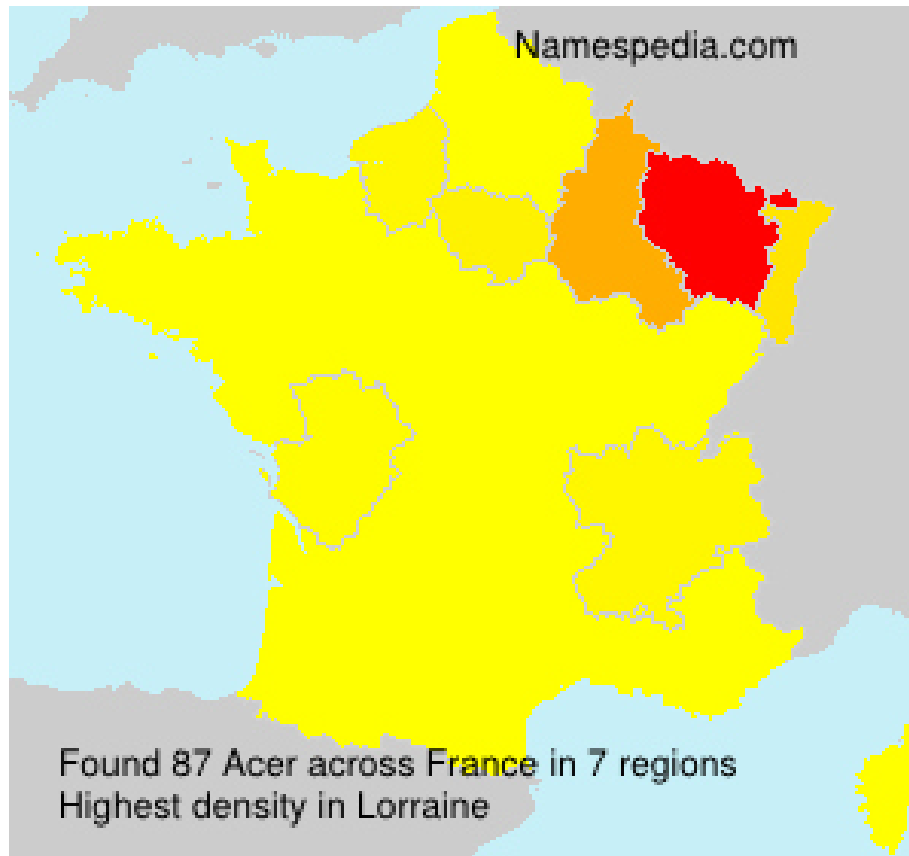 Namespedia.com
Found 87 Acer across France in 7 regions
Highest density in Lorraine